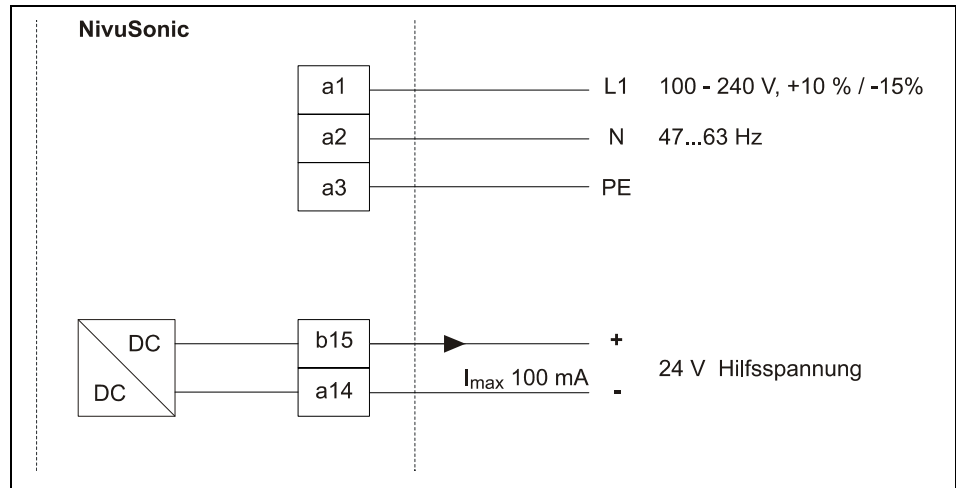 NivuSonic
a1 L1 100 - 240 V, +10 % / -15%
a2 N 47...63 Hz
a3 PE
DC b15 +
I max 100 mA 24 V Hilfsspannung
DC a14 -